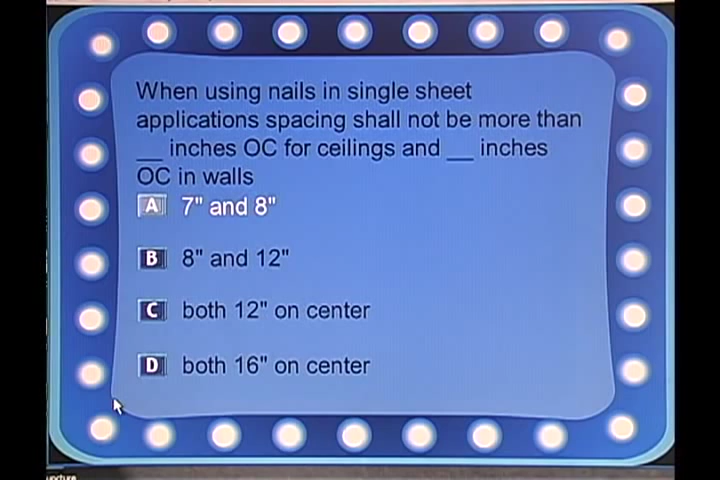 When using nails in single sheet
applications spacing shall not be more than
__ inches OC for ceilings and __ inches
OC in walls
A 7" and 8"
B 8" and 12"
C both 12" on center
D both 16" on center